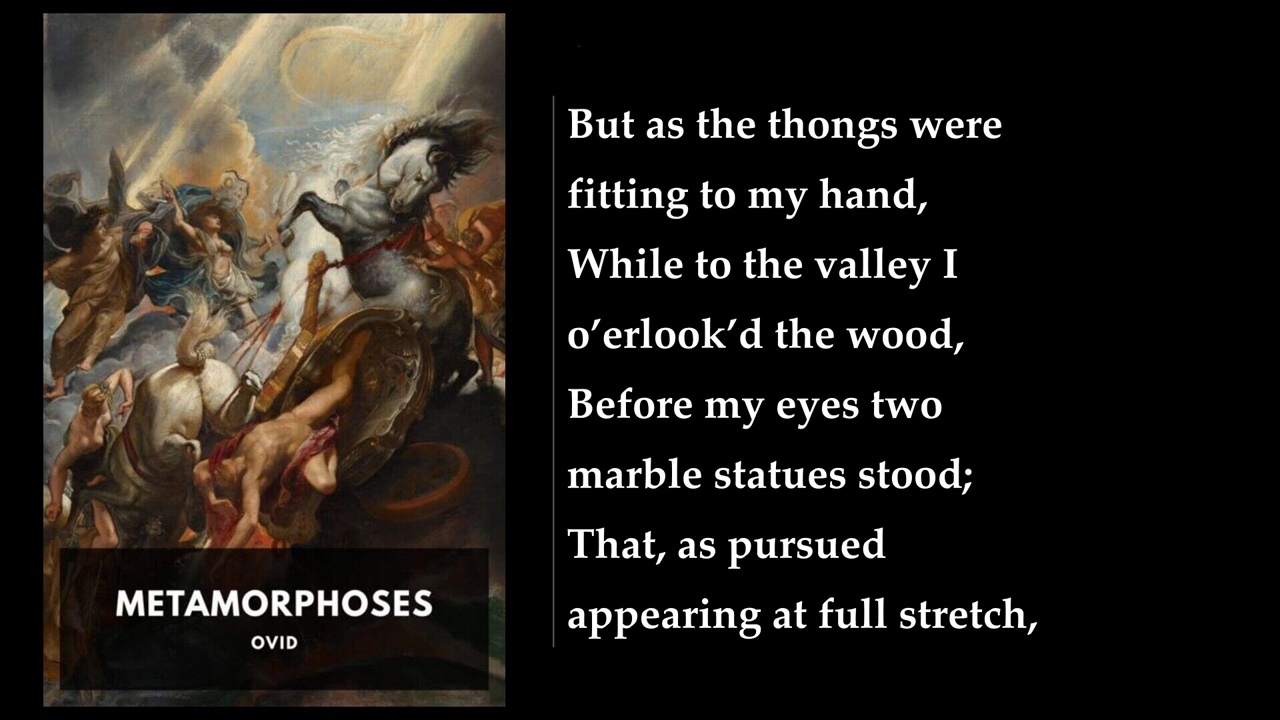 METAMORPHOSES
OVID
But as the thongs were
fitting to my hand,
While to the valley I
o’erlook’d the wood,
Before my eyes two
marble statues stood;
That, as pursued
appearing at full stretch,